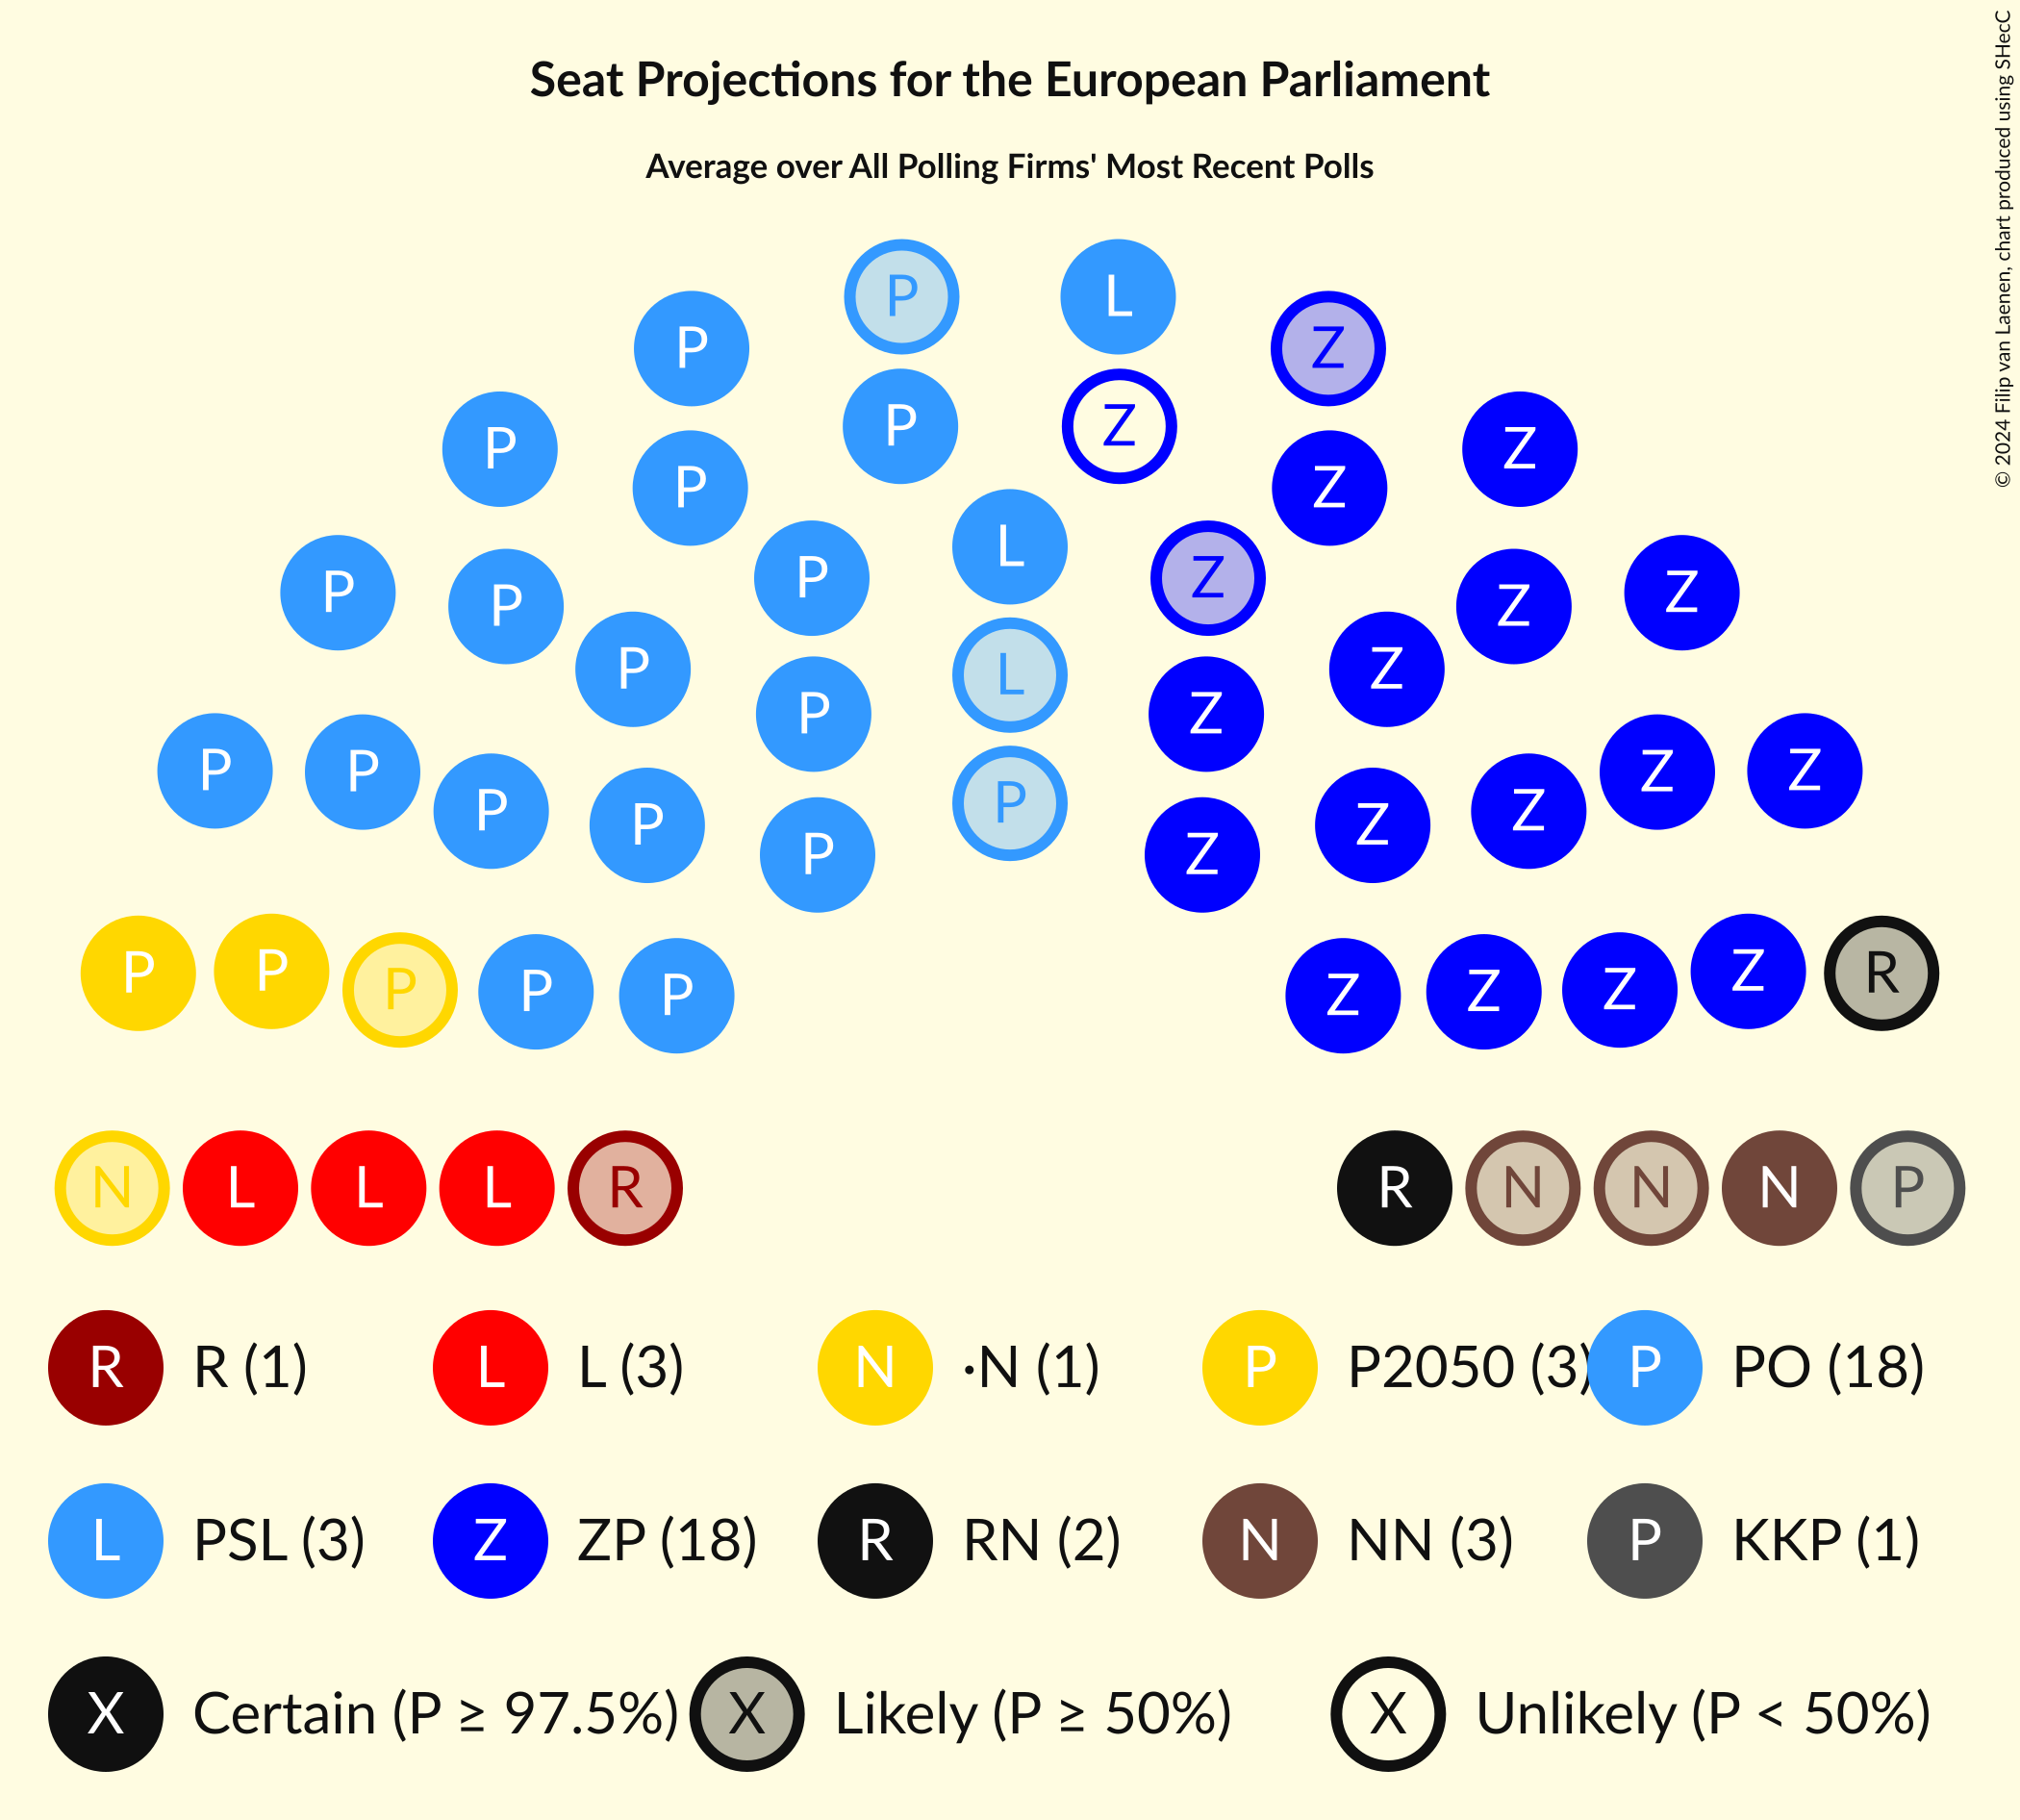 Seat Projections for the European Parliament
Average over All Polling Firms' Most Recent Polls
© 2024 Filip van Laenen, chart produced using SHecC
P L
P Z
P Z
P Z
P Z
P Z
L
P Z
P Z
P Z
L
P Z
P Z
P Z
P Z
P Z
P Z
P
P Z
P P P P P Z Z Z Z R
N L L L R R N N N P
R R (1) L L (3) N ·N (1) P P2050 (3) P PO (18)
L PSL (3) Z ZP (18) R RN (2) N NN (3) P KKP (1)
X Certain (P ≥ 97.5%) X Likely (P ≥ 50%) X Unlikely (P < 50%)